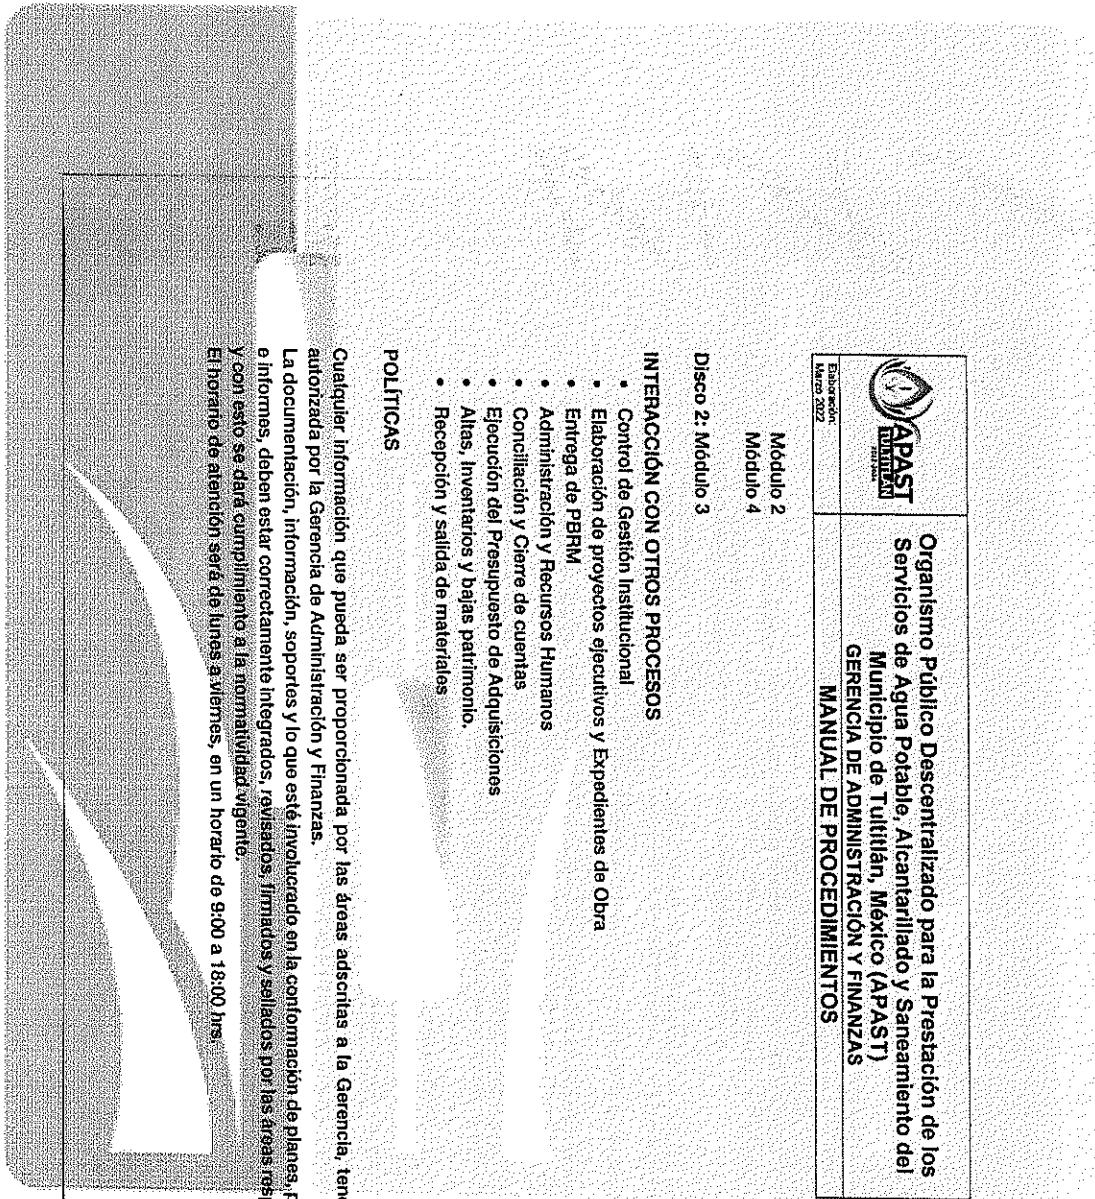 APAST
TULTITLÁN
Elaboración:
Marzo 2022
Organismo Público Descentralizado para la Prestación de los
Servicios de Agua Potable, Alcantarillado y Saneamiento del
Municipio de Tultitlán, México (APAST)
GERENCIA DE ADMINISTRACIÓN Y FINANZAS
MANUAL DE PROCEDIMIENTOS
Módulo 2
Módulo 4
Disco 2: Módulo 3
INTERACCIÓN CON OTROS PROCESOS
• Control de Gestión Institucional
• Elaboración de proyectos ejecutivos y Expedientes de Obra
• Entrega de PBRM
• Administración y Recursos Humanos
• Conciliación y Cierre de cuentas
• Ejecución del Presupuesto de Adquisiciones
• Altas, Inventarios y bajas patrimonio.
• Recepción y salida de materiales
POLÍTICAS
Cualquier información que pueda ser proporcionada por las áreas adscritas a la Gerencia,
autorizada por la Gerencia de Administración y Finanzas.
La documentación, información, soportes y lo que esté involucrado en la conformación de planes,
e informes, deben estar correctamente integrados, revisados, firmados y sellados por las áreas
y con esto se dará cumplimiento a la normatividad vigente.
El horario de atención será de lunes a viernes, en un horario de 9:00 a 18:00 hrs.